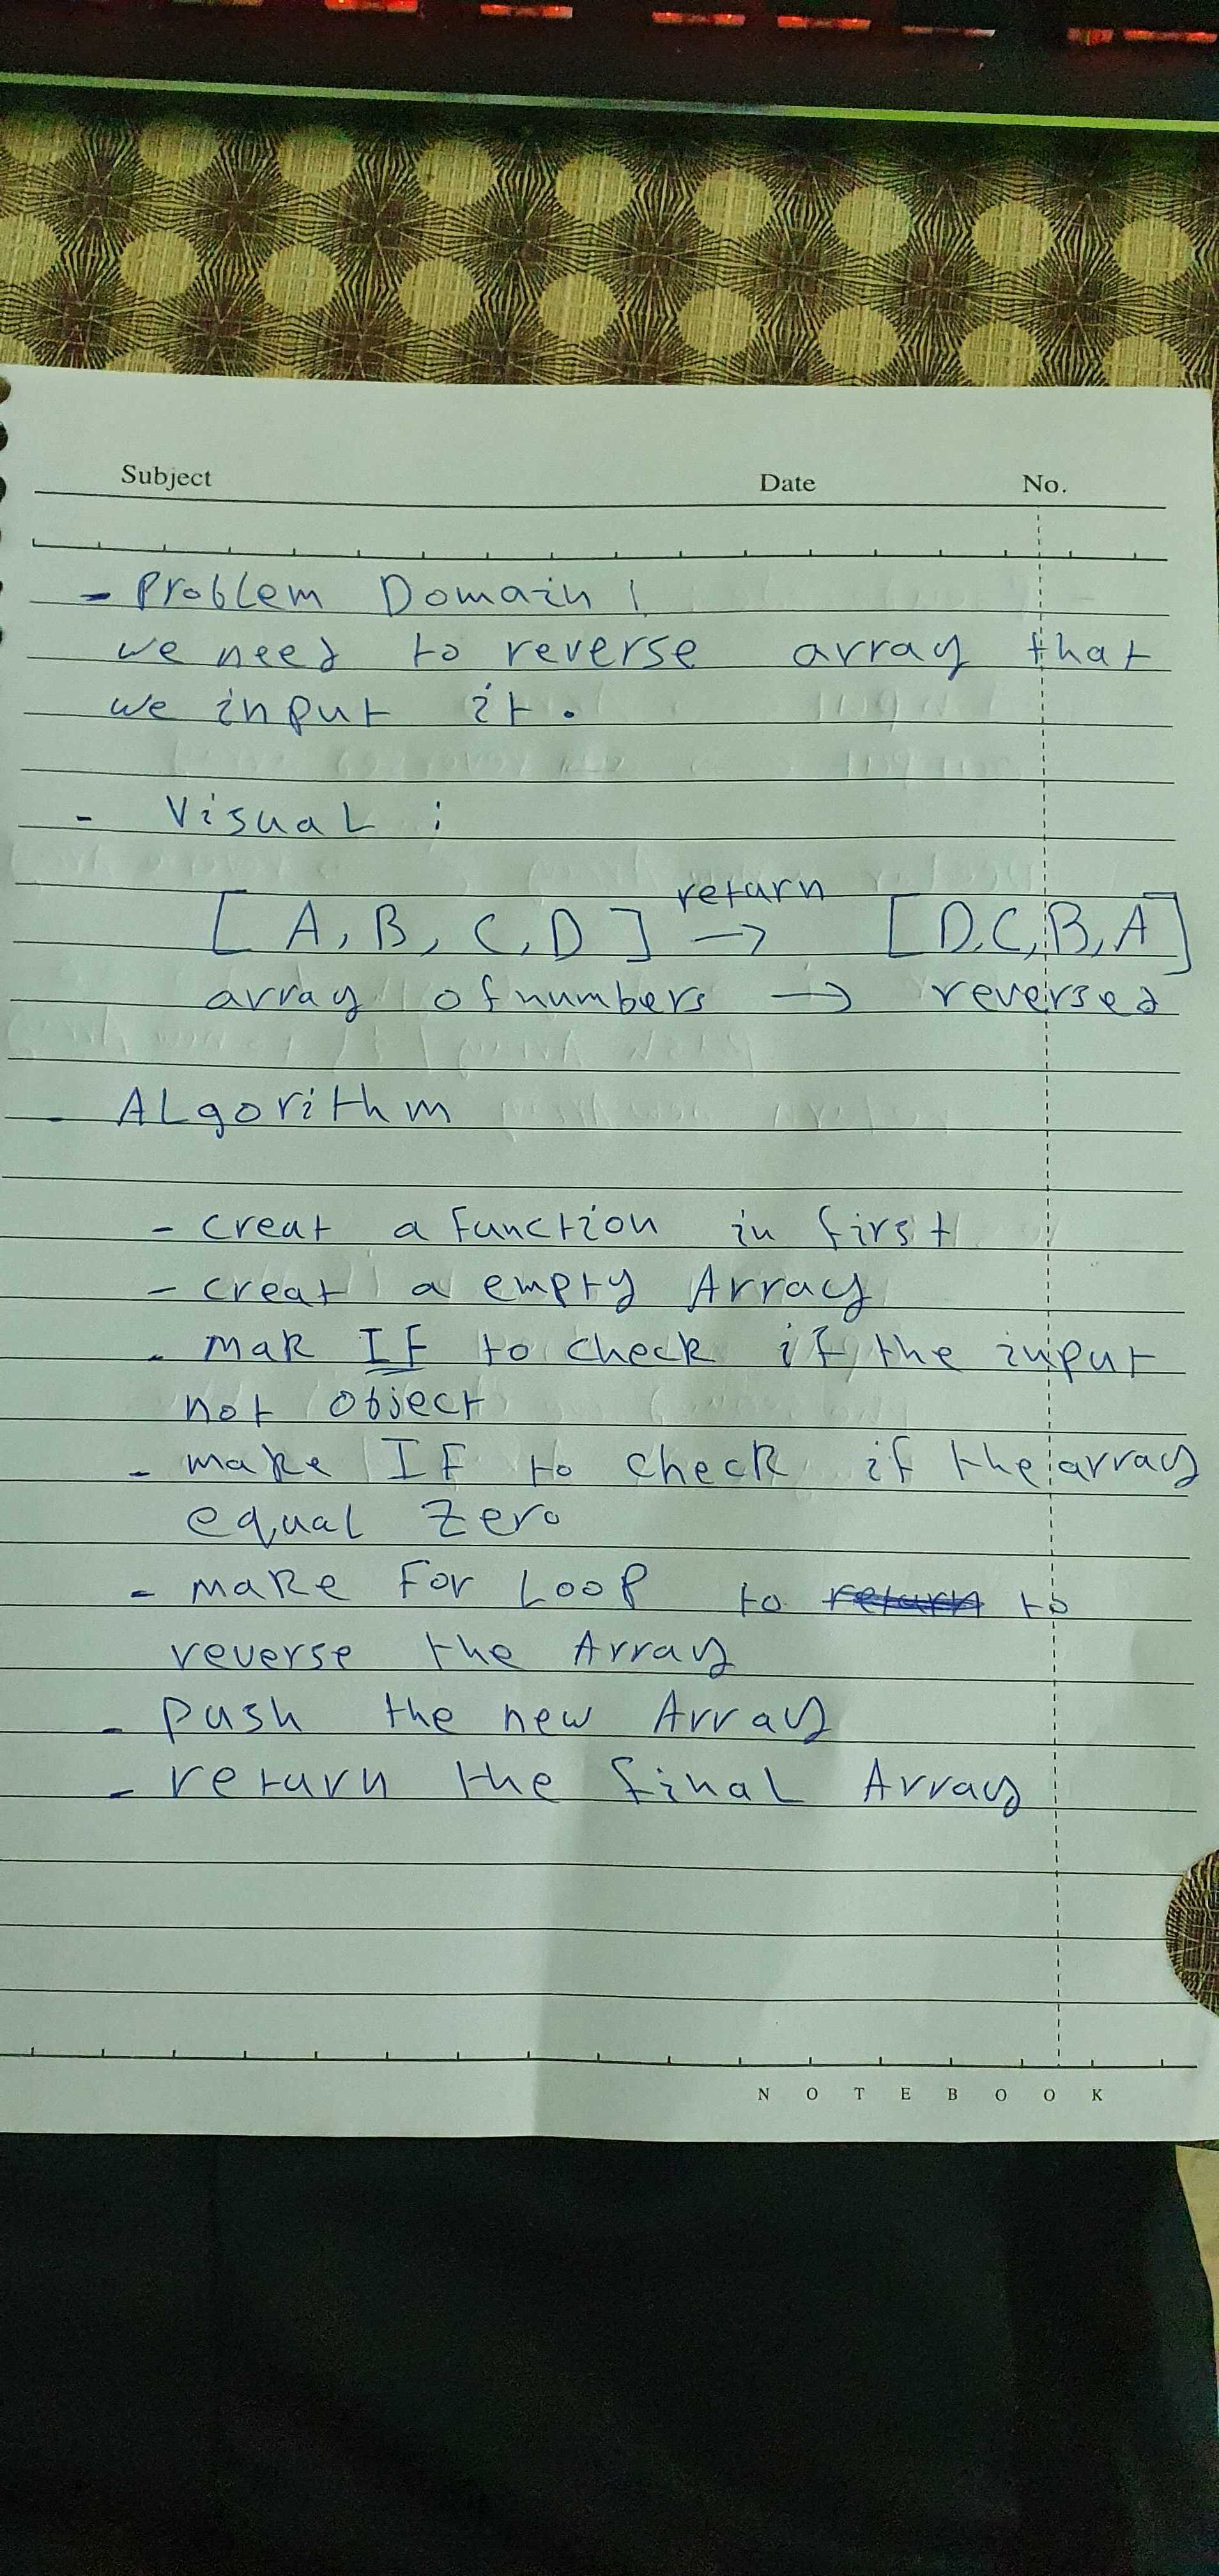 Subject Date No.
- Problem Domain !
we need to reverse array that
we input it .
- Visual :
return
[ A, B, C, D ] → [ D, C, B, A ]
array of numbers → reversed
- ALgorithm
- creat a function in first
- creat a empty Array
- mak IF to check if the input
not object
- make IF to check if the array
equal Zero
- make For Loop to return to
reverse the Array
- push the new Array
- return the final Array
NOTEBOOK